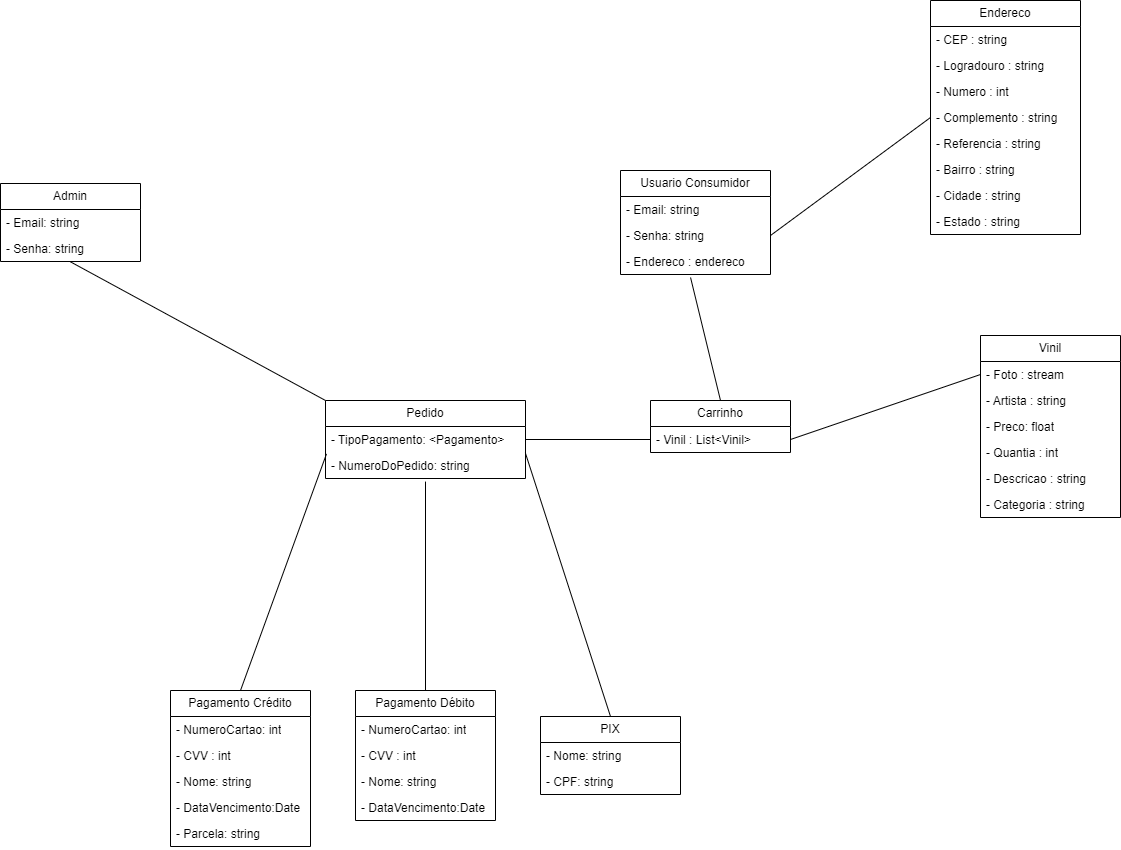 Endereco
- CEP : string
- Logradouro : string
- Numero : int
- Complemento : string
- Referencia : string
- Bairro : string
- Cidade : string
- Estado : string
Usuario Consumidor
- Email: string
- Senha: string
- Endereco : endereco
Admin
- Email: string
- Senha: string
Vinil
- Foto : stream
- Artista : string
- Preco: float
- Quantia : int
- Descricao : string
- Categoria : string
Pedido
- TipoPagamento: <Pagamento>
- NumeroDoPedido: string
Carrinho
- Vinil : List<Vinil>
Pagamento Crédito
- NumeroCartao: int
- CVV : int
- Nome: string
- DataVencimento:Date
- Parcela: string
Pagamento Débito
- NumeroCartao: int
- CVV : int
- Nome: string
- DataVencimento:Date
PIX
- Nome: string
- CPF: string